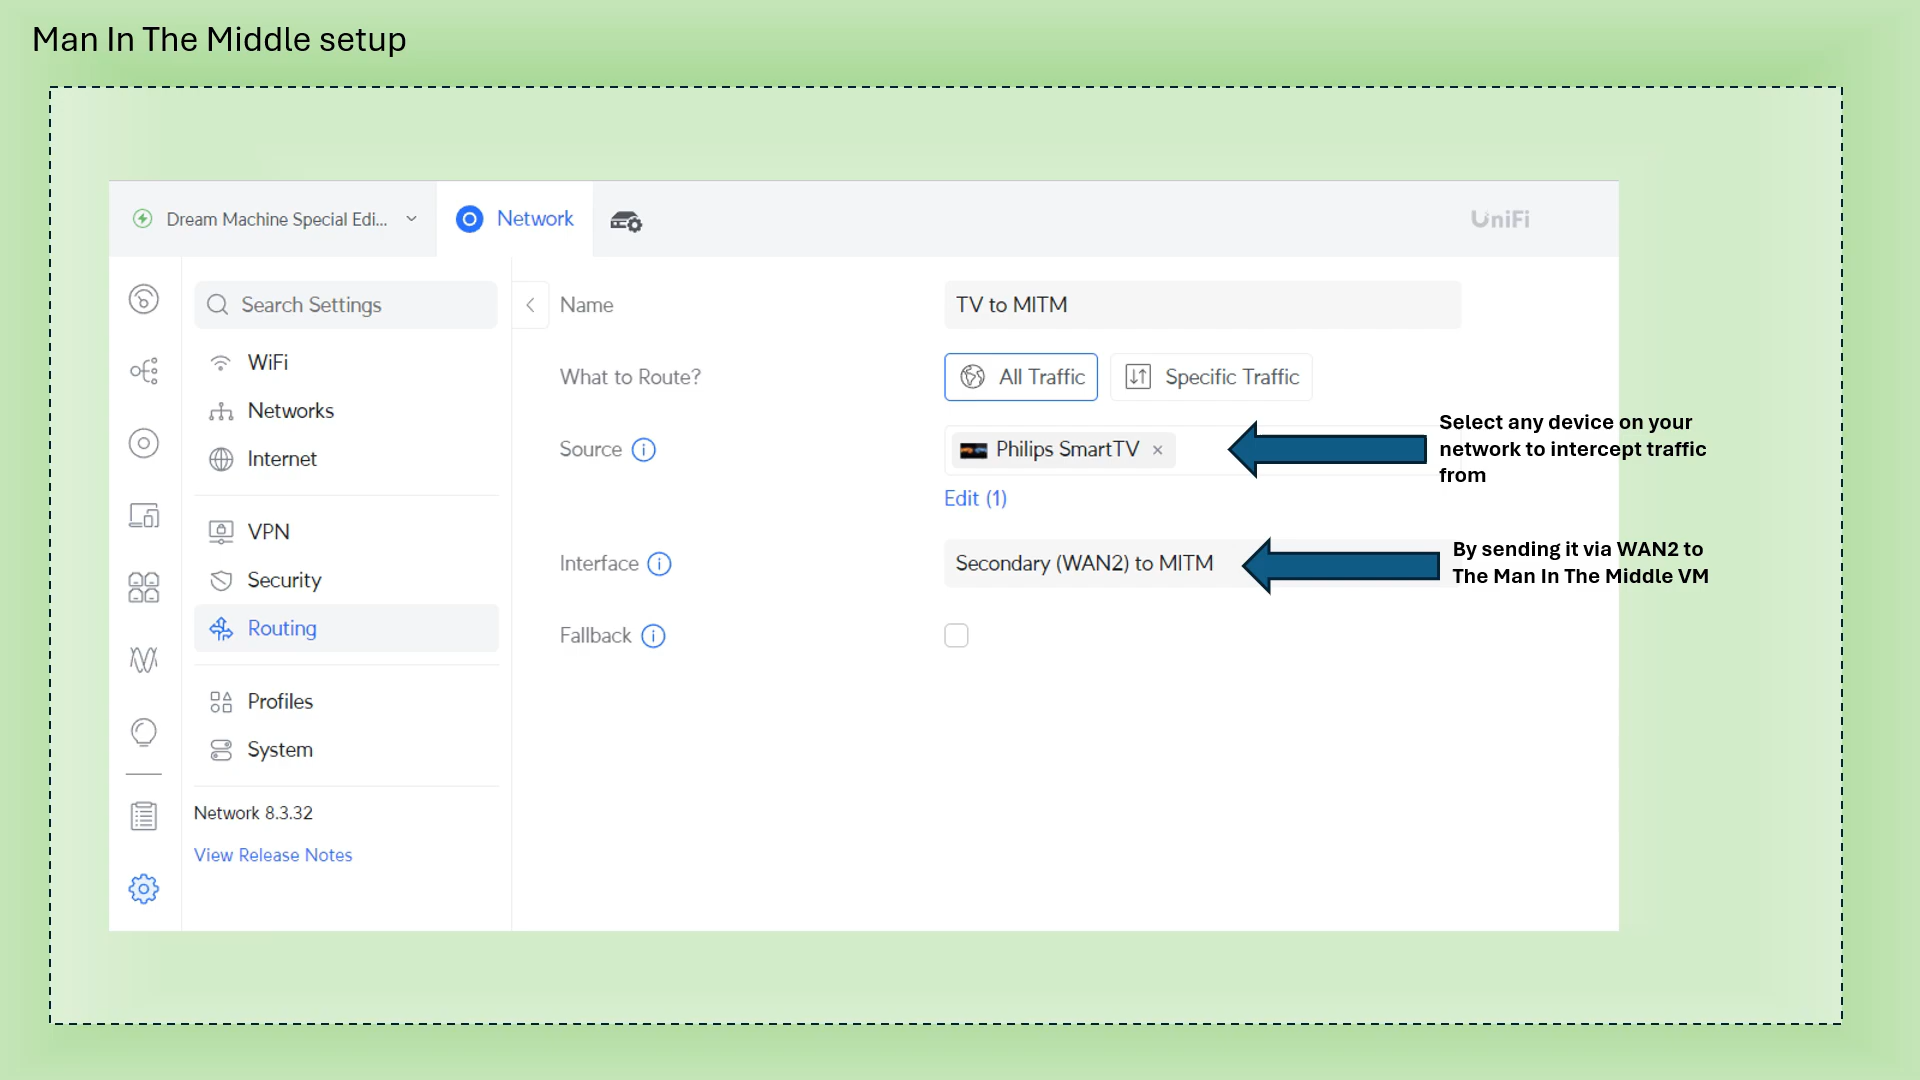 Man In The Middle setup
Dream Machine Special Edi...
Network
UniFi
Search Settings
Name
TV to MITM
WiFi
What to Route?
All Traffic
Specific Traffic
Networks
Select any device on your
network to intercept traffic
from
Source
Philips SmartTV
Internet
Edit (1)
VPN
Interface
Secondary (WAN2) to MITM
By sending it via WAN2 to
The Man In The Middle VM
Security
Routing
Fallback
Profiles
System
Network 8.3.32
View Release Notes